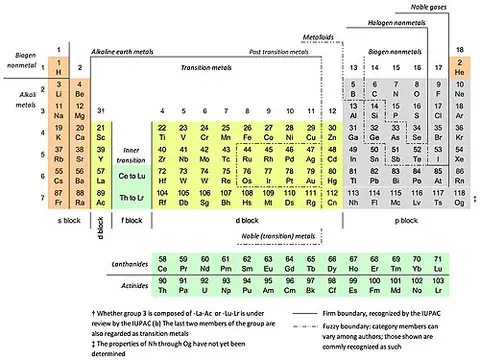 Noble gases
Halogen nonmetals
Metalloids
Biogen nonmetal
Alkaline earth metals
Post transition metals
Biogen nonmetals
Transition metals
Alkali metals
1 18
1 1 H 2 13 14 15 16 17 2 He
2 3 Li 4 Be 5 B 6 C 7 N 8 O 9 F 10 Ne
3 11 Na 12 Mg 3† 4 5 6 7 8 9 10 11 12 13 Al 14 Si 15 P 16 S 17 Cl 18 Ar
4 19 K 20 Ca 21 Sc 22 Ti 23 V 24 Cr 25 Mn 26 Fe 27 Co 28 Ni 29 Cu 30 Zn 31 Ga 32 Ge 33 As 34 Se 35 Br 36 Kr
Inner transition
5 37 Rb 38 Sr 39 Y 40 Zr 41 Nb 42 Mo 43 Tc 44 Ru 45 Rh 46 Pd 47 Ag 48 Cd 49 In 50 Sn 51 Sb 52 Te 53 I 54 Xe
6 55 Cs 56 Ba 57 La Ce to Lu 72 Hf 73 W 74 W 75 Re 76 Os 77 Ir 78 Pt 79 Au 80 Hg 81 Tl 82 Pb 83 Bi 84 Po 85 At 86 Rn
7 87 Fr 88 Ra 89 Ac Th to Lr 104 Rf 105 Db 106 Sg 107 Bh 108 Hs 109 Mt 110 Ds 111 Rg 112 Cn 113 Nh 114 Fl 115 Mc 116 Lv 117 Ts 118 Og ‡
s block d block f block d block p block
Noble (transition) metals
Lanthanides 58 Ce 59 Pr 60 Nd 61 Pm 62 Sm 63 Eu 64 Gd 65 Tb 66 Dy 67 Ho 68 Er 69 Tm 70 Yb 71 Lu
Actinides 90 Th 91 Pa 92 U 93 Np 94 Pu 95 Am 96 Cm 97 Bk 98 Cf 99 Es 100 Fm 101 Md 102 No 103 Lr
† Whether group 3 is composed of -La-Ac or -Lu-Lr is under
review by the IUPAC (b) The last two members of the group are
also regarded as transition metals
‡ The properties of Nh through Og have not yet been
determined
Firm boundary, recognized by the IUPAC
Fuzzy boundary; category members can
vary among authors; those shown are
commly recognized as such